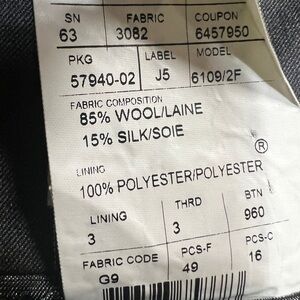 SN FABRIC COUPON
63 3082 6457950
PKG LABEL MODEL
57940-02 J5 6109/2F
FABRIC COMPOSITION
85% WOOL/LAINE
15% SILK/SOIE
®
LINING
100% POLYESTER/POLYESTER
LINING THRD BTN
3 3 960
FABRIC CODE PCS-F PCS-C
G9 49 16